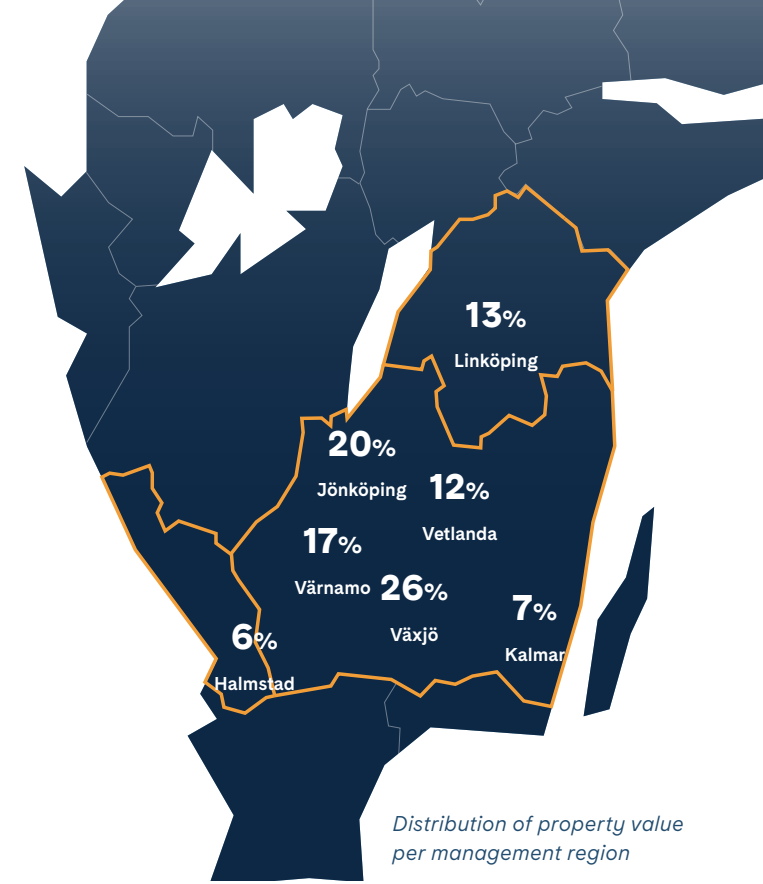 13%
Linköping
20%
Jönköping
12%
Vetlanda
17%
Värnamo
26%
Växjö
7%
Kalmar
6%
Halmstad
Distribution of property value
per management region